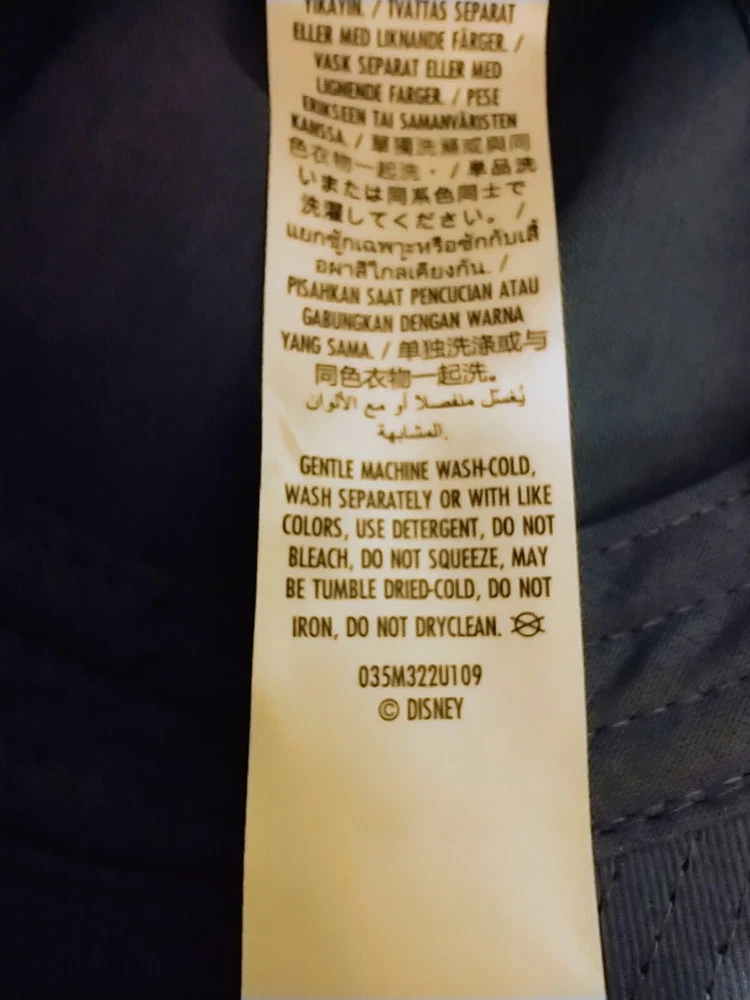 YIKAYIN. / TVÄTTAS SEPARAT
ELLER MED LIKNANDE FÄRGER. /
VASK SEPARAT ELLER MED
LIGNENDE FARGER. / PESE
ERIKSEEN TAI SAMANVÄRISTEN
KANSSA. / 單獨洗滌或與同
色衣物一起洗。 / 単品洗
いまたは同系色同士で
洗濯してください。 /
แยกซักเฉพาะหรือซักกับเสื้
อผาสีใกลเคียงกัน. /
PISAHKAN SAAT PENCUCIAN ATAU
GABUNGKAN DENGAN WARNA
YANG SAMA. / 单独洗涤或与
同色衣物一起洗。
يُغسّل منفصلا أو مع الألوان
المشابهة.
GENTLE MACHINE WASH-COLD,
WASH SEPARATELY OR WITH LIKE
COLORS, USE DETERGENT, DO NOT
BLEACH, DO NOT SQUEEZE, MAY
BE TUMBLE DRIED-COLD, DO NOT
IRON, DO NOT DRYCLEAN.
035M322U109
© DISNEY